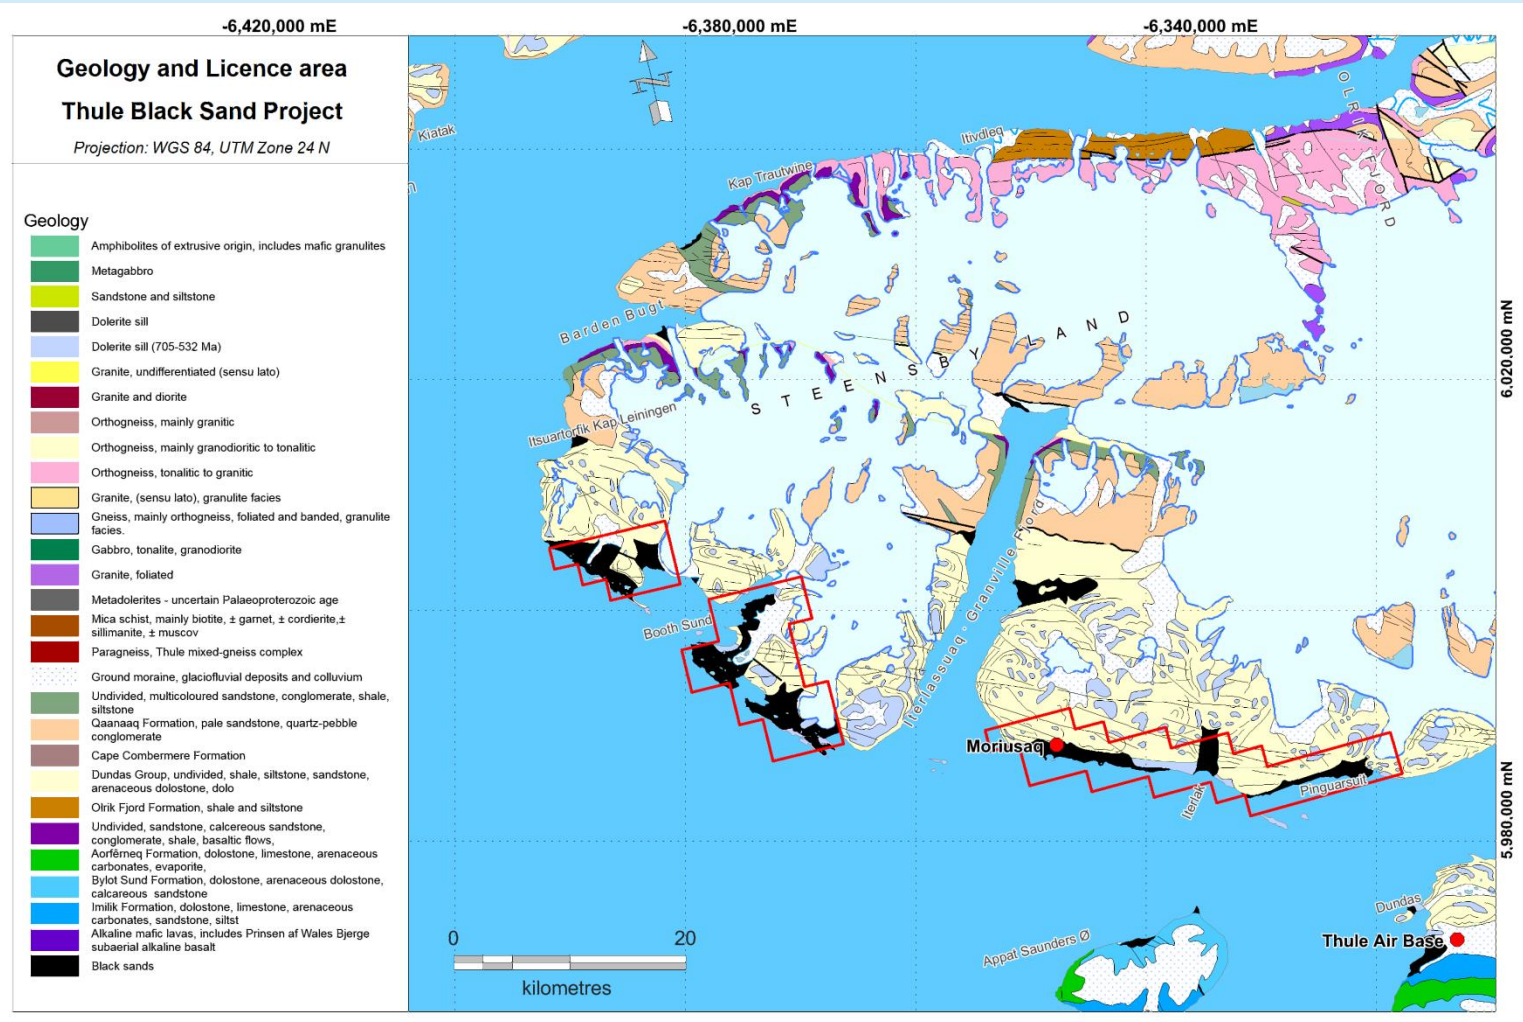 -6,420,000 mE
-6,380,000 mE
-6,340,000 mE
Geology and Licence area
Thule Black Sand Project
Projection: WGS 84, UTM Zone 24 N
Geology
Amphibolites of extrusive origin, includes mafic granulites
Metagabbro
Sandstone and siltstone
Dolerite sill
Dolerite sill (705-532 Ma)
Granite, undifferentiated (sensu lato)
Granite and diorite
Orthogneiss, mainly granitic
Orthogneiss, mainly granodioritic to tonalitic
Orthogneiss, tonalitic to granitic
Granite, (sensu lato), granulite facies
Gneiss, mainly orthogneiss, foliated and banded, granulite
facies.
Gabbro, tonalite, granodiorite
Granite, foliated
Metadolerites - uncertain Palaeoproterozoic age
Mica schist, mainly biotite, ± garnet, ± cordierite,±
sillimanite, ± muscov
Paragneiss, Thule mixed-gneiss complex
Ground moraine, glaciofluvial deposits and colluvium
Undivided, multicoloured sandstone, conglomerate, shale,
siltstone
Qaanaaq Formation, pale sandstone, quartz-pebble
conglomerate
Cape Combermere Formation
Dundas Group, undivided, shale, siltstone, sandstone,
arenaceous dolostone, dolo
Olrik Fjord Formation, shale and siltstone
Undivided, sandstone, calcereous sandstone,
conglomerate, shale, basaltic flows,
Aorfêrneq Formation, dolostone, limestone, arenaceous
carbonates, evaporite,
Bylot Sund Formation, dolostone, arenaceous dolostone,
calcareous sandstone
Imilik Formation, dolostone, limestone, arenaceous
carbonates, sandstone, siltst
Alkaline mafic lavas, includes Prinsen af Wales Bjerge
subaerial alkaline basalt
Black sands
N
Kiatak
OLRIK FJORD
Itivdleq
Kap Trautwine
Barden Bugt
STEENSBY LAND
6,020,000 mN
Itsuartorfik Kap Leiningen
Booth Sund
Iterlassuaq - Granville Fjord
Moriusaq
Iterlak
Pinguarsuit
5,980,000 mN
Dundas
Thule Air Base
Appat Saunders Ø
0
20
kilometres